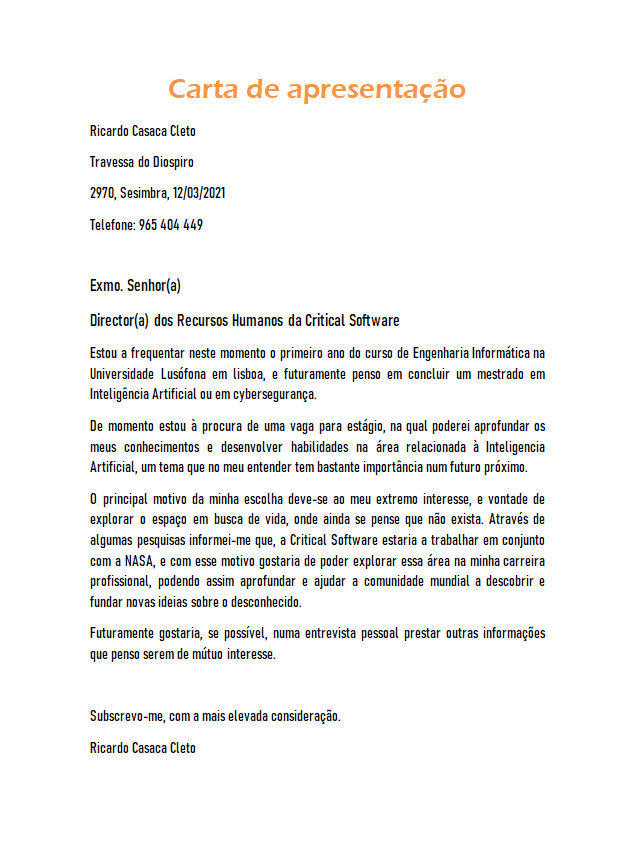 Carta de apresentação
Ricardo Casaca Cleto
Travessa do Diospiro
2970, Sesimbra, 12/03/2021
Telefone: 965 404 449
Exmo. Senhor(a)
Director(a) dos Recursos Humanos da Critical Software
Estou a frequentar neste momento o primeiro ano do curso de Engenharia Informática na
Universidade Lusófona em lisboa, e futuramente penso em concluir um mestrado em
Inteligência Artificial ou em cybersegurança.
De momento estou à procura de uma vaga para estágio, na qual poderei aprofundar os
meus conhecimentos e desenvolver habilidades na área relacionada à Inteligencia
Artificial, um tema que no meu entender tem bastante importância num futuro próximo.
O principal motivo da minha escolha deve-se ao meu extremo interesse, e vontade de
explorar o espaço em busca de vida, onde ainda se pense que não exista. Através de
algumas pesquisas informei-me que, a Critical Software estaria a trabalhar em conjunto
com a NASA, e com esse motivo gostaria de poder explorar essa área na minha carreira
profissional, podendo assim aprofundar e ajudar a comunidade mundial a descobrir e
fundar novas ideias sobre o desconhecido.
Futuramente gostaria, se possível, numa entrevista pessoal prestar outras informações
que penso serem de mútuo interesse.
Subscrevo-me, com a mais elevada consideração.
Ricardo Casaca Cleto